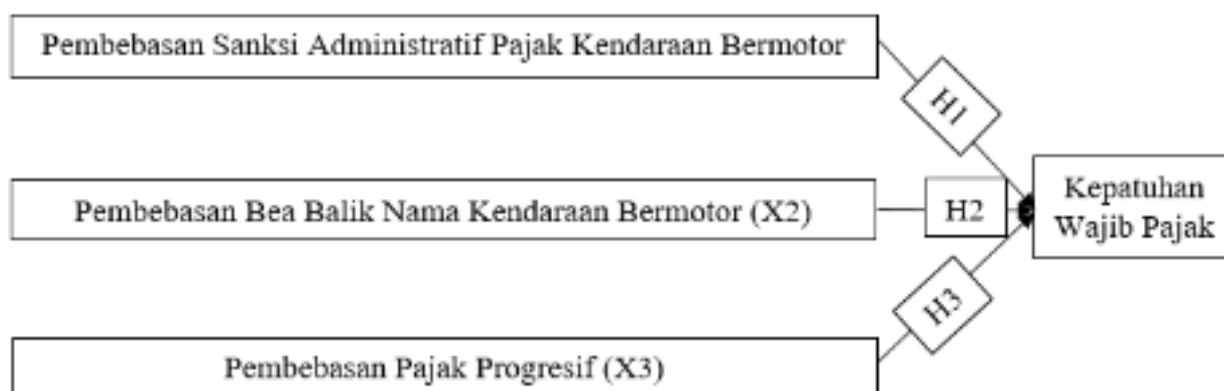 Pembebasan Sanksi Administratif Pajak Kendaraan Bermotor
H1
Pembebasan Bea Balik Nama Kendaraan Bermotor (X2)
H2
Kepatuhan
Wajib Pajak
H3
Pembebasan Pajak Progresif (X3)